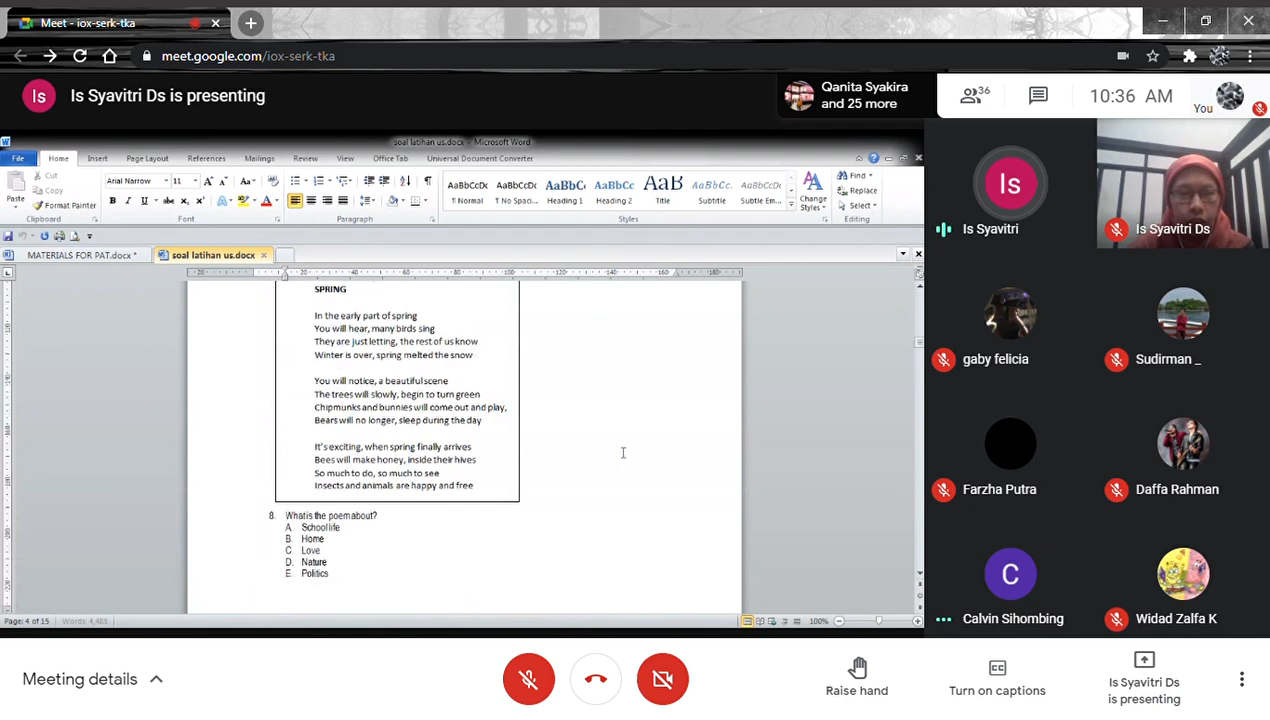 Meet - iox-serk-tka
meet.google.com/iox-serk-tka
Is
Is Syavitri Ds is presenting
Qanita Syakira
and 25 more
36
10:36 AM
You
soal latihan us.docx - Microsoft Word
File
Home
Insert
Page Layout
References
Mailings
Review
View
Office Tab
Universal Document Converter
Cut
Copy
Format Painter
Paste
Clipboard
Arial Narrow
11
Font
Paragraph
AaBbCcDc
¶ Normal
AaBbCcDc
¶ No Spaci...
AaBbC
Heading 1
AaBbCc
Heading 2
AaB
Title
AaBbCc.
Subtitle
AaBbCcDc
Subtle Em...
Change
Styles
Styles
Find
Replace
Select
Editing
MATERIALS FOR PAT.docx *
soal latihan us.docx
SPRING
In the early part of spring
You will hear, many birds sing
They are just letting, the rest of us know
Winter is over, spring melted the snow
You will notice, a beautiful scene
The trees will slowly, begin to turn green
Chipmunks and bunnies will come out and play,
Bears will no longer, sleep during the day
It's exciting, when spring finally arrives
Bees will make honey, inside their hives
So much to do, so much to see
Insects and animals are happy and free
8. What is the poem about?
A. School life
B. Home
C. Love
D. Nature
E. Politics
Page: 4 of 15
Words: 4,483
100%
Is
Is Syavitri
Is Syavitri Ds
gaby felicia
Sudirman _
Farzha Putra
Daffa Rahman
C
Calvin Sihombing
Widad Zalfa K
Meeting details
Raise hand
Turn on captions
Is Syavitri Ds
is presenting